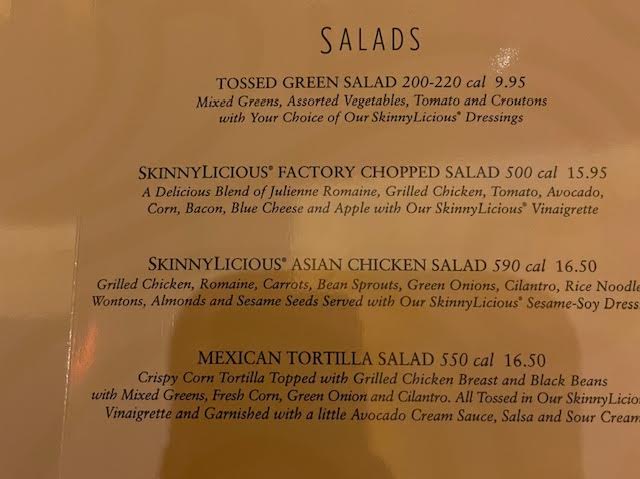 SALADS
TOSSED GREEN SALAD 200-220 cal 9.95
Mixed Greens, Assorted Vegetables, Tomato and Croutons
with Your Choice of Our SkinnyLicious® Dressings
SKINNYLICIOUS® FACTORY CHOPPED SALAD 500 cal 15.95
A Delicious Blend of Julienne Romaine, Grilled Chicken, Tomato, Avocado,
Corn, Bacon, Blue Cheese and Apple with Our SkinnyLicious® Vinaigrette
SKINNYLICIOUS® ASIAN CHICKEN SALAD 590 cal 16.50
Grilled Chicken, Romaine, Carrots, Bean Sprouts, Green Onions, Cilantro, Rice Noodle
Wontons, Almonds and Sesame Seeds Served with Our SkinnyLicious® Sesame-Soy Dress
MEXICAN TORTILLA SALAD 550 cal 16.50
Crispy Corn Tortilla Topped with Grilled Chicken Breast and Black Beans
with Mixed Greens, Fresh Corn, Green Onion and Cilantro. All Tossed in Our SkinnyLicio
Vinaigrette and Garnished with a little Avocado Cream Sauce, Salsa and Sour Cream